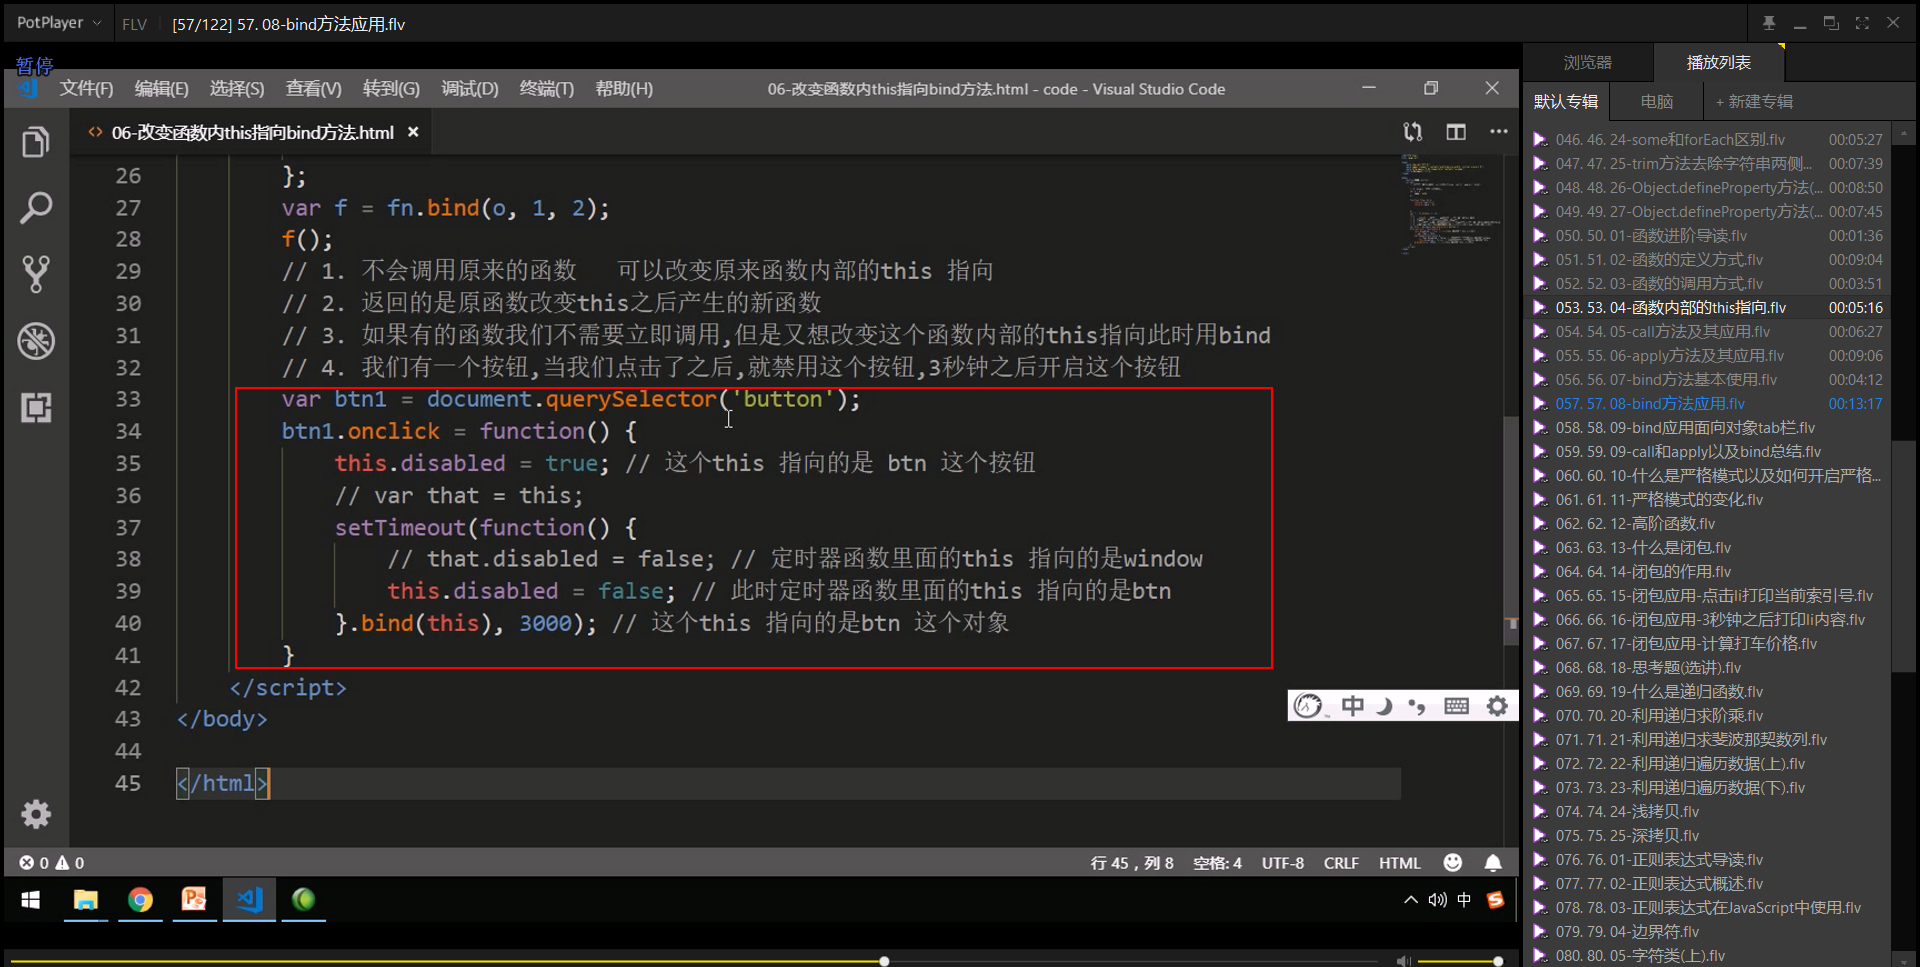 PotPlayer FLV [57/122] 57. 08-bind方法应用.flv
暂停
文件(F) 编辑(E) 选择(S) 查看(V) 转到(G) 调试(D) 终端(T) 帮助(H) 06-改变函数内this指向bind方法.html - code - Visual Studio Code
<> 06-改变函数内this指向bind方法.html ×
26 };
27 var f = fn.bind(o, 1, 2);
28 f();
29 // 1. 不会调用原来的函数 可以改变原来函数内部的this 指向
30 // 2. 返回的是原函数改变this之后产生的新函数
31 // 3. 如果有的函数我们不需要立即调用,但是又想改变这个函数内部的this指向此时用bind
32 // 4. 我们有一个按钮,当我们点击了之后,就禁用这个按钮,3秒钟之后开启这个按钮
33 var btn1 = document.querySelector('button');
34 btn1.onclick = function() {
35 this.disabled = true; // 这个this 指向的是 btn 这个按钮
36 // var that = this;
37 setTimeout(function() {
38 // that.disabled = false; // 定时器函数里面的this 指向的是window
39 this.disabled = false; // 此时定时器函数里面的this 指向的是btn
40 }.bind(this), 3000); // 这个this 指向的是btn 这个对象
41 }
42 </script>
43 </body>
44
45 </html>
中
0 0 行 45，列 8 空格: 4 UTF-8 CRLF HTML
中
浏览器 播放列表
默认专辑 电脑 + 新建专辑
046. 46. 24-some和forEach区别.flv 00:05:27
047. 47. 25-trim方法去除字符串两侧... 00:07:39
048. 48. 26-Object.defineProperty方法(... 00:08:50
049. 49. 27-Object.defineProperty方法(... 00:07:45
050. 50. 01-函数进阶导读.flv 00:01:36
051. 51. 02-函数的定义方式.flv 00:09:04
052. 52. 03-函数的调用方式.flv 00:03:51
053. 53. 04-函数内部的this指向.flv 00:05:16
054. 54. 05-call方法及其应用.flv 00:06:27
055. 55. 06-apply方法及其应用.flv 00:09:06
056. 56. 07-bind方法基本使用.flv 00:04:12
057. 57. 08-bind方法应用.flv 00:13:17
058. 58. 09-bind应用面向对象tab栏.flv
059. 59. 09-call和apply以及bind总结.flv
060. 60. 10-什么是严格模式以及如何开启严格...
061. 61. 11-严格模式的变化.flv
062. 62. 12-高阶函数.flv
063. 63. 13-什么是闭包.flv
064. 64. 14-闭包的作用.flv
065. 65. 15-闭包应用-点击li打印当前索引号.flv
066. 66. 16-闭包应用-3秒钟之后打印li内容.flv
067. 67. 17-闭包应用-计算打车价格.flv
068. 68. 18-思考题(选讲).flv
069. 69. 19-什么是递归函数.flv
070. 70. 20-利用递归求阶乘.flv
071. 71. 21-利用递归求斐波那契数列.flv
072. 72. 22-利用递归遍历数据(上).flv
073. 73. 23-利用递归遍历数据(下).flv
074. 74. 24-浅拷贝.flv
075. 75. 25-深拷贝.flv
076. 76. 01-正则表达式导读.flv
077. 77. 02-正则表达式概述.flv
078. 78. 03-正则表达式在JavaScript中使用.flv
079. 79. 04-边界符.flv
080. 80. 05-字符类(上).flv